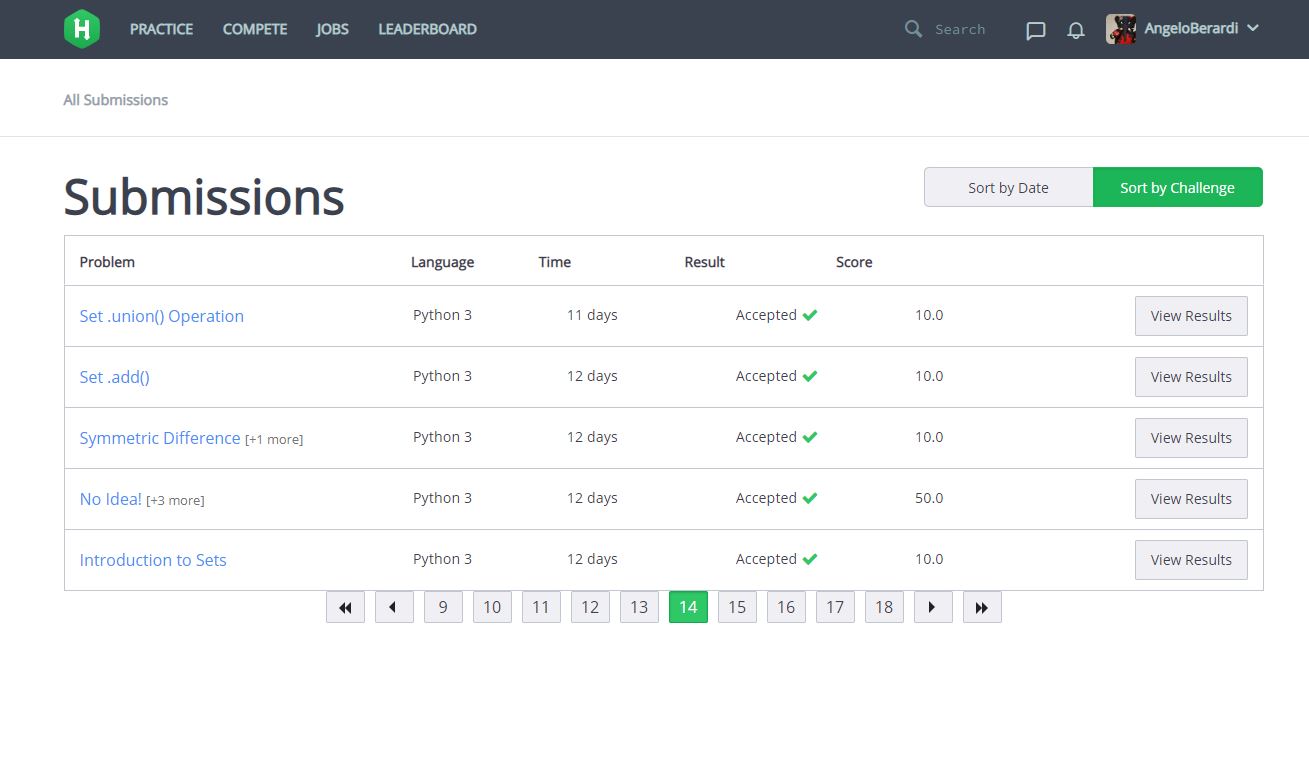 H PRACTICE COMPETE JOBS LEADERBOARD Search AngeloBerardi
All Submissions
Submissions
Sort by Date Sort by Challenge
Problem Language Time Result Score
Set .union() Operation Python 3 11 days Accepted 10.0 View Results
Set .add() Python 3 12 days Accepted 10.0 View Results
Symmetric Difference [+1 more] Python 3 12 days Accepted 10.0 View Results
No Idea! [+3 more] Python 3 12 days Accepted 50.0 View Results
Introduction to Sets Python 3 12 days Accepted 10.0 View Results
9 10 11 12 13 14 15 16 17 18